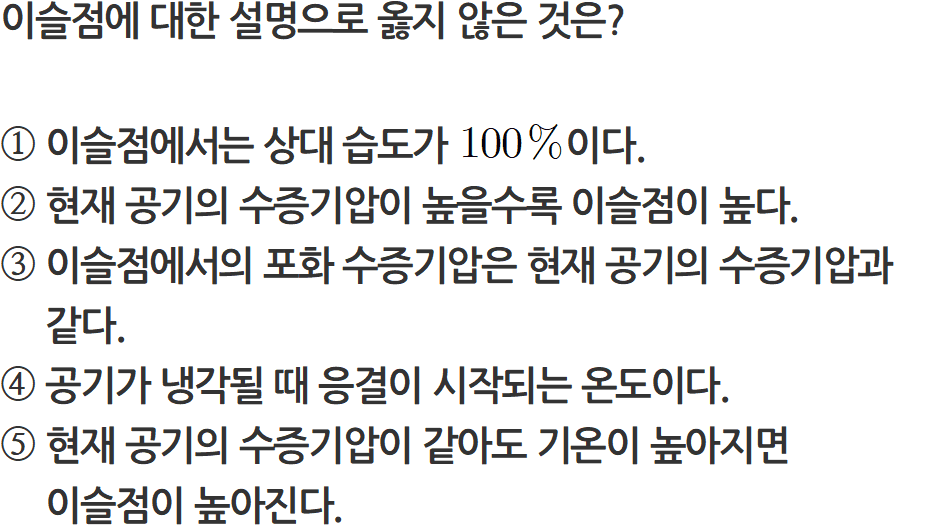 이슬점에 대한 설명으로 옳지 않은 것은?
① 이슬점에서는 상대 습도가 100%이다.
② 현재 공기의 수증기압이 높을수록 이슬점이 높다.
③ 이슬점에서의 포화 수증기압은 현재 공기의 수증기압과
같다.
④ 공기가 냉각될 때 응결이 시작되는 온도이다.
⑤ 현재 공기의 수증기압이 같아도 기온이 높아지면
이슬점이 높아진다.